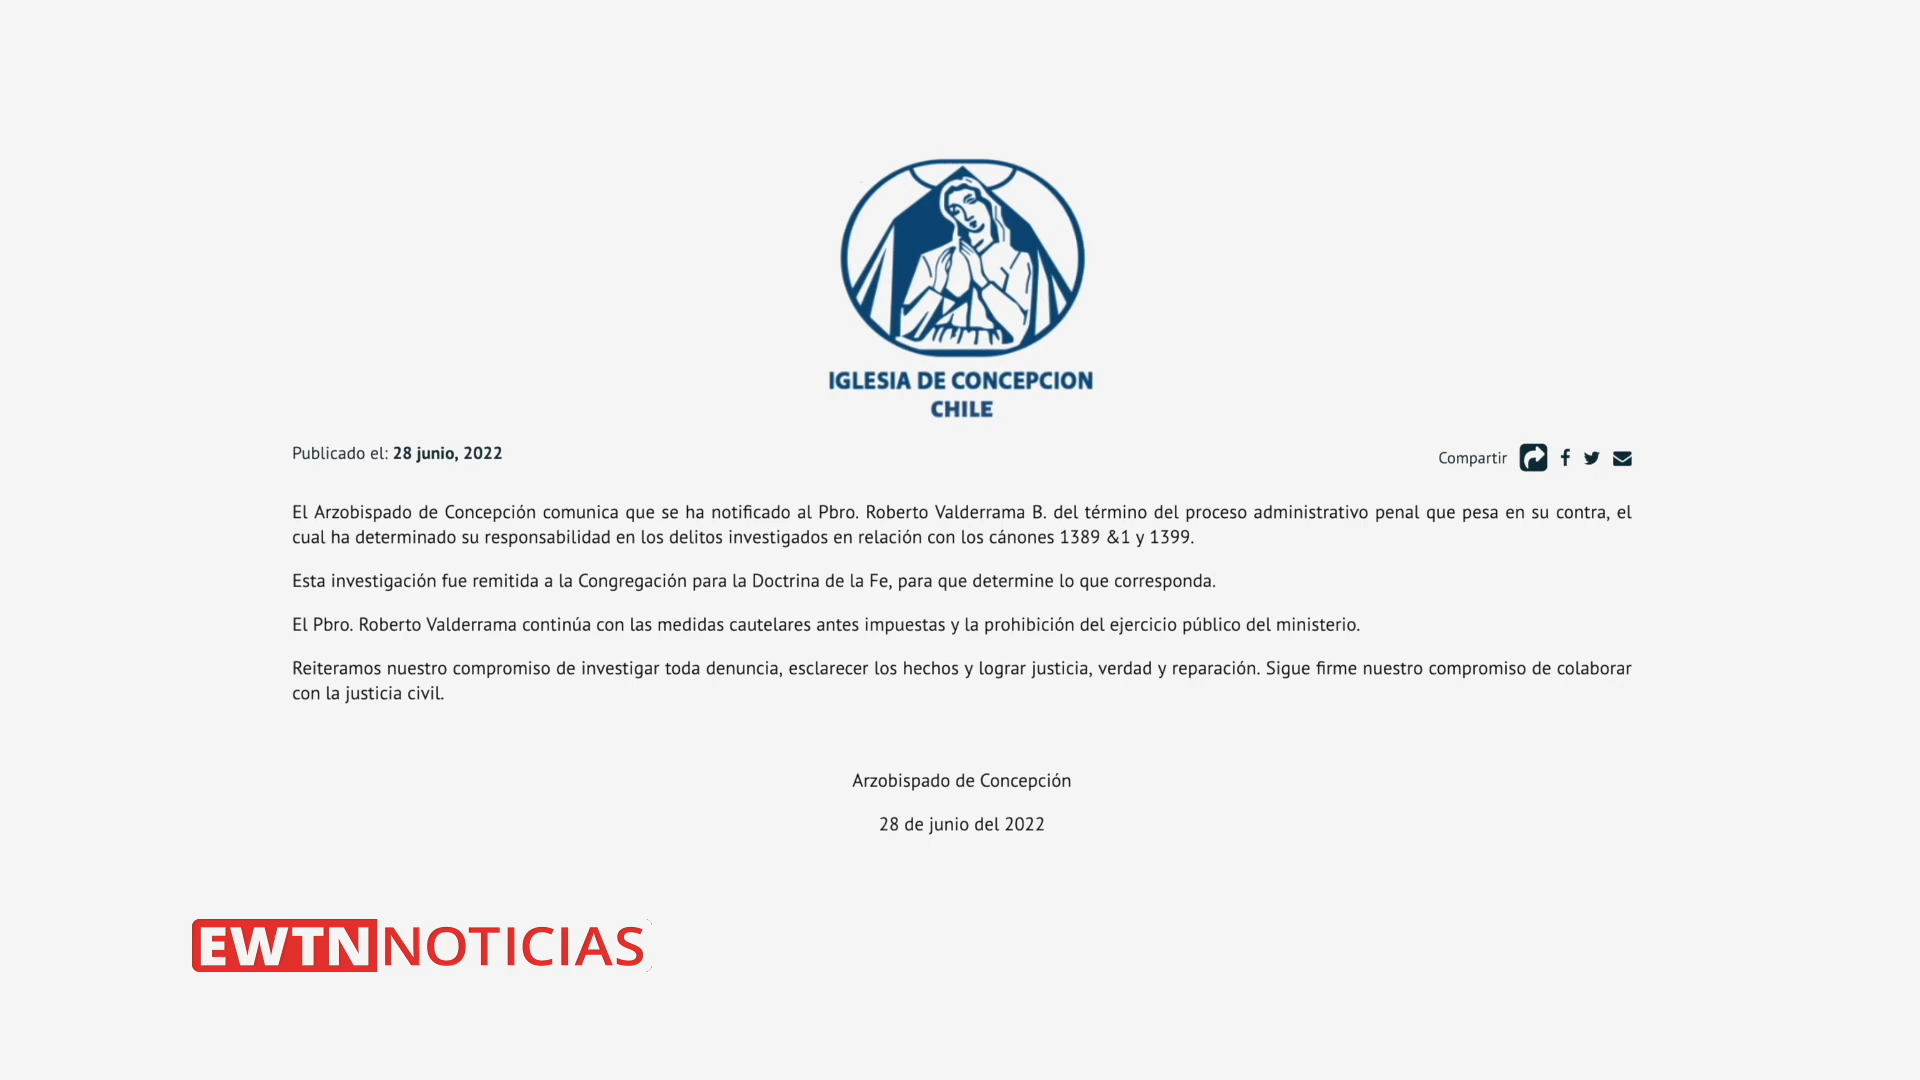 IGLESIA DE CONCEPCION
CHILE
Publicado el: 28 junio, 2022
Compartir
El Arzobispado de Concepción comunica que se ha notificado al Pbro. Roberto Valderrama B. del término del proceso administrativo penal que pesa en su contra, el
cual ha determinado su responsabilidad en los delitos investigados en relación con los cánones 1389 &1 y 1399.
Esta investigación fue remitida a la Congregación para la Doctrina de la Fe, para que determine lo que corresponda.
El Pbro. Roberto Valderrama continúa con las medidas cautelares antes impuestas y la prohibición del ejercicio público del ministerio.
Reiteramos nuestro compromiso de investigar toda denuncia, esclarecer los hechos y lograr justicia, verdad y reparación. Sigue firme nuestro compromiso de colaborar
con la justicia civil.
Arzobispado de Concepción
28 de junio del 2022
EWTN NOTICIAS